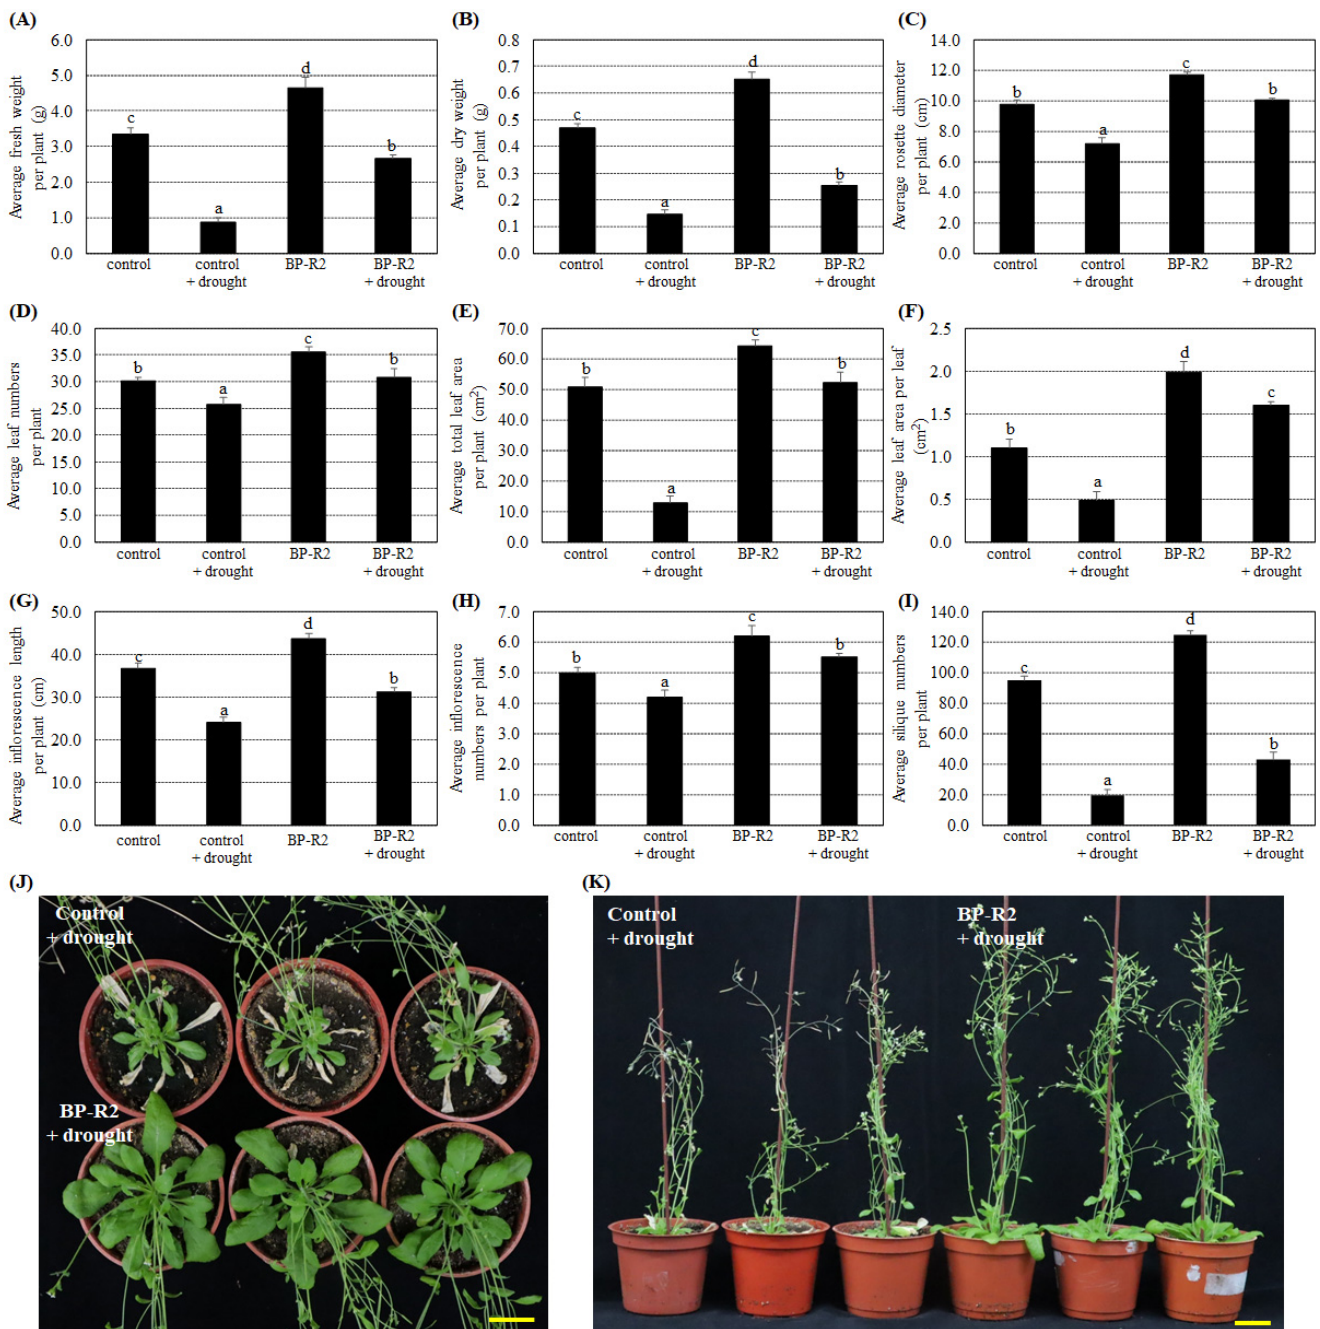 (A)
Average fresh weight
per plant (g)
6.0
5.0
4.0
3.0
2.0
1.0
0.0
c
a
d
b
control
control
+ drought
BP-R2
BP-R2
+ drought
(B)
Average dry weight
per plant (g)
0.8
0.7
0.6
0.5
0.4
0.3
0.2
0.1
0.0
c
a
d
b
control
control
+ drought
BP-R2
BP-R2
+ drought
(C)
Average rosette diameter
per plant (cm)
14.0
12.0
10.0
8.0
6.0
4.0
2.0
0.0
b
a
c
b
control
control
+ drought
BP-R2
BP-R2
+ drought
(D)
Average leaf numbers
per plant
40.0
35.0
30.0
25.0
20.0
15.0
10.0
5.0
0.0
b
a
c
b
control
control
+ drought
BP-R2
BP-R2
+ drought
(E)
Average total leaf area
per plant (cm²)
70.0
60.0
50.0
40.0
30.0
20.0
10.0
0.0
b
a
c
b
control
control
+ drought
BP-R2
BP-R2
+ drought
(F)
Average leaf area per leaf
(cm²)
2.5
2.0
1.5
1.0
0.5
0.0
b
a
d
c
control
control
+ drought
BP-R2
BP-R2
+ drought
(G)
Average inflorescence length
per plant (cm)
50.0
40.0
30.0
20.0
10.0
0.0
c
a
d
b
control
control
+ drought
BP-R2
BP-R2
+ drought
(H)
Average inflorescence
numbers per plant
7.0
6.0
5.0
4.0
3.0
2.0
1.0
0.0
b
a
c
b
control
control
+ drought
BP-R2
BP-R2
+ drought
(I)
Average silique numbers
per plant
140.0
120.0
100.0
80.0
60.0
40.0
20.0
0.0
c
a
d
b
control
control
+ drought
BP-R2
BP-R2
+ drought
(J)
Control
+ drought
BP-R2
+ drought
(K)
Control
+ drought
BP-R2
+ drought